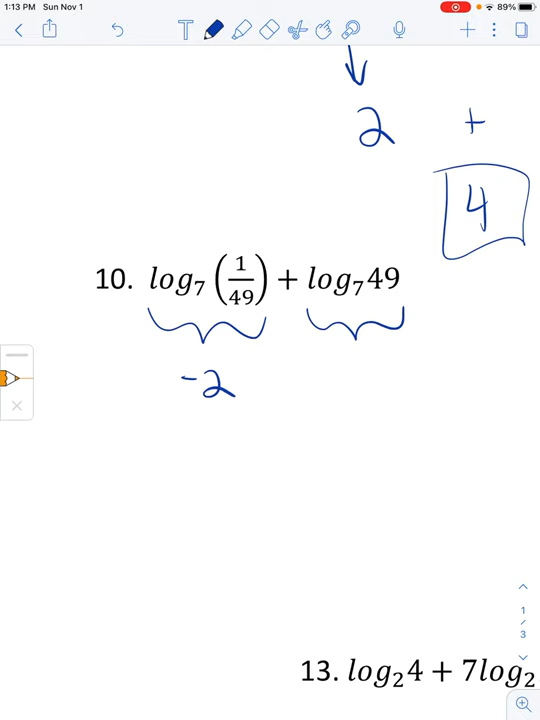 1:13 PM Sun Nov 1 89%
2 +
4
10. log₇ (1/49) + log₇49
-2
1
/
3
13. log₂4 + 7log₂